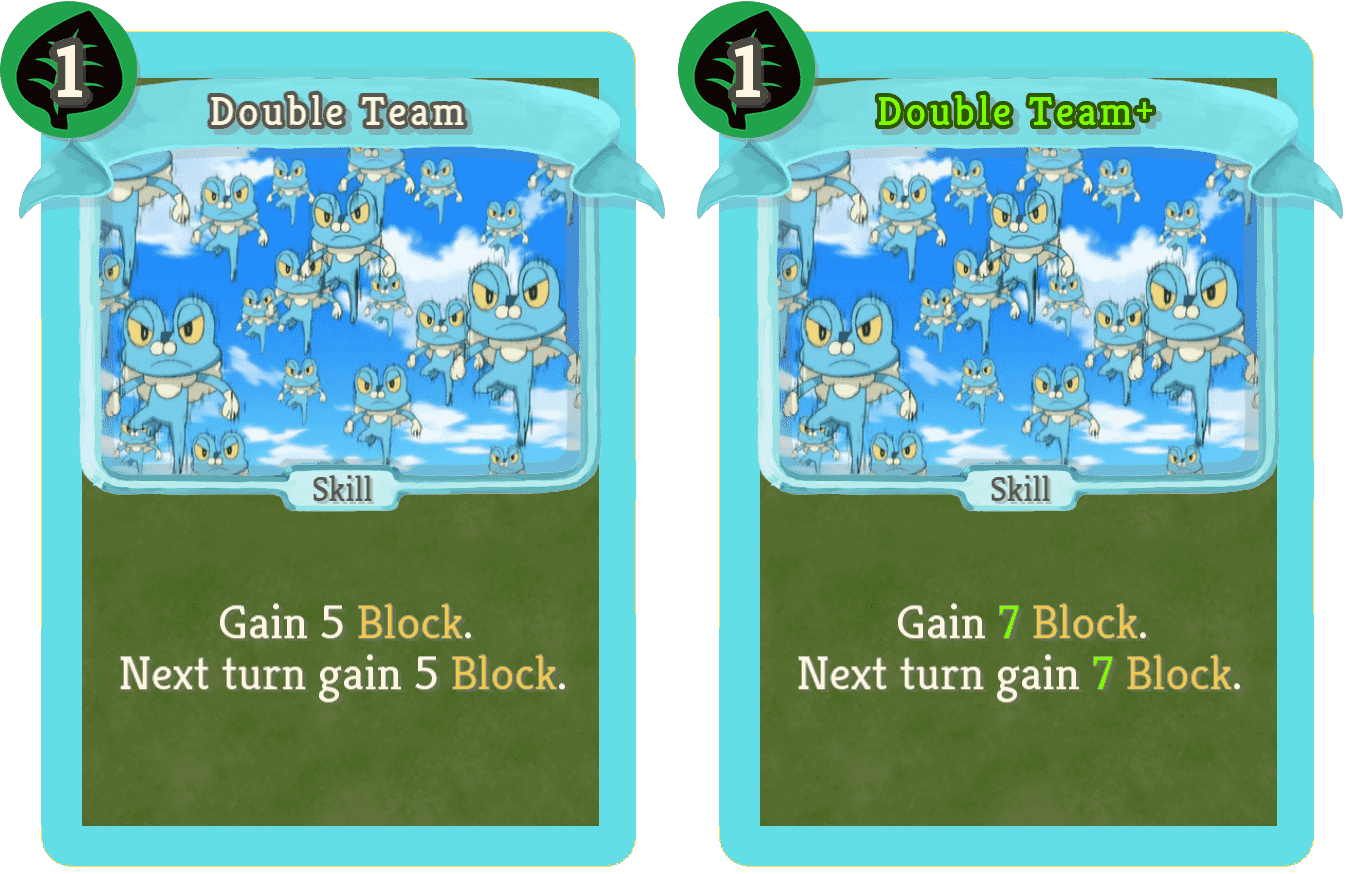 1
Double Team
Skill
Gain 5 Block.
Next turn gain 5 Block.
1
Double Team+
Skill
Gain 7 Block.
Next turn gain 7 Block.